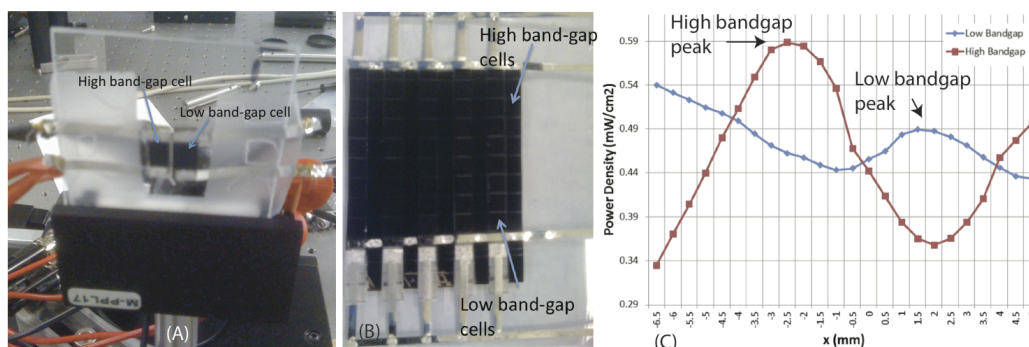 High band-gap cell
Low band-gap cell
M-PPL17
(A)
High band-gap
cells
Low band-gap
cells
(B)
High bandgap
peak
Low bandgap
peak
Low Bandgap
High Bandgap
Power Density (mW/cm2)
0.59
0.54
0.49
0.44
0.39
0.34
0.29
-6.5 -6 -5.5 -5 -4.5 -4 -3.5 -3 -2.5 -2 -1.5 -1 -0.5 0 0.5 1 1.5 2 2.5 3 3.5 4 4.5
x (mm)
(C)